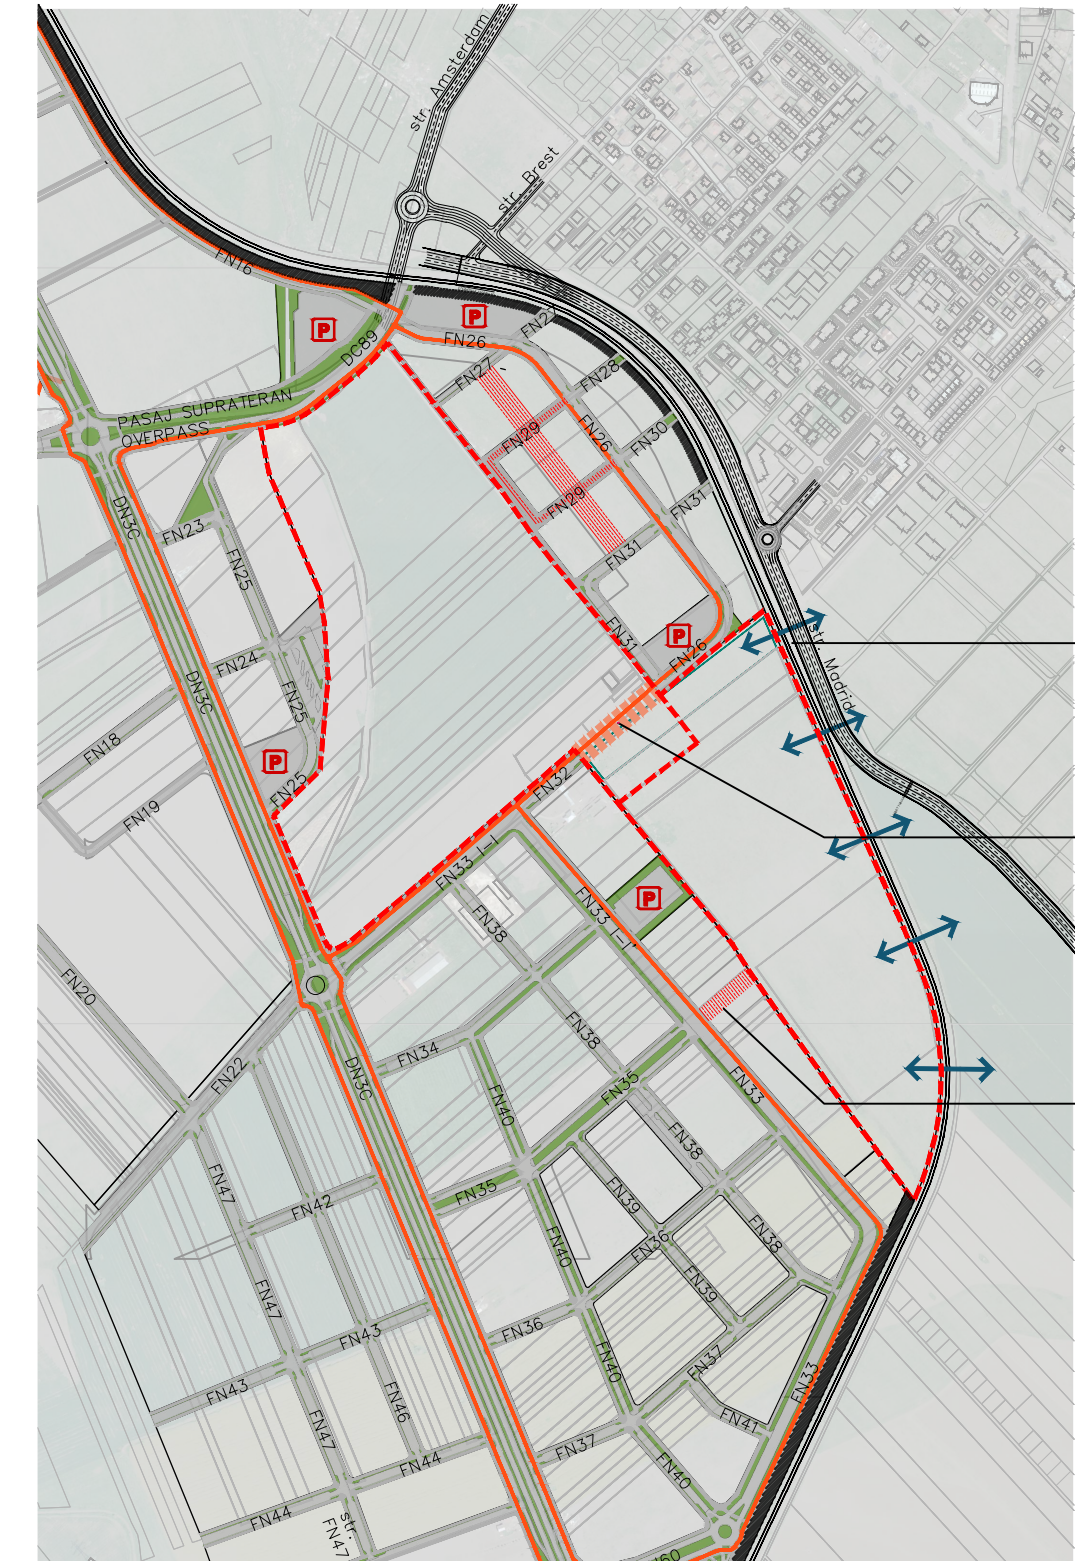 str. Amsterdam
str. Brest
FN16
P
P
DC89
FN26
FN27
FN27
FN28
PASAJ SUPRATERAN
OVERPASS
FN29
FN26
FN30
DN3C
FN23
FN29
FN31
FN25
FN31
FN31
P
FN26
str. Madrid
FN24
DN3C
FN25
FN18
P
FN25
FN32
FN19
FN33 I-I
P
FN33 I-I'
FN38
FN20
FN38
FN34
DN3C
FN22
FN35
FN33
FN40
FN38
FN47
FN35
FN39
FN42
FN38
FN36
FN40
FN39
FN47
FN36
FN43
FN37
FN40
FN33
FN43
FN46
FN41
FN47
FN37
FN44
FN40
FN44
str.
FN47